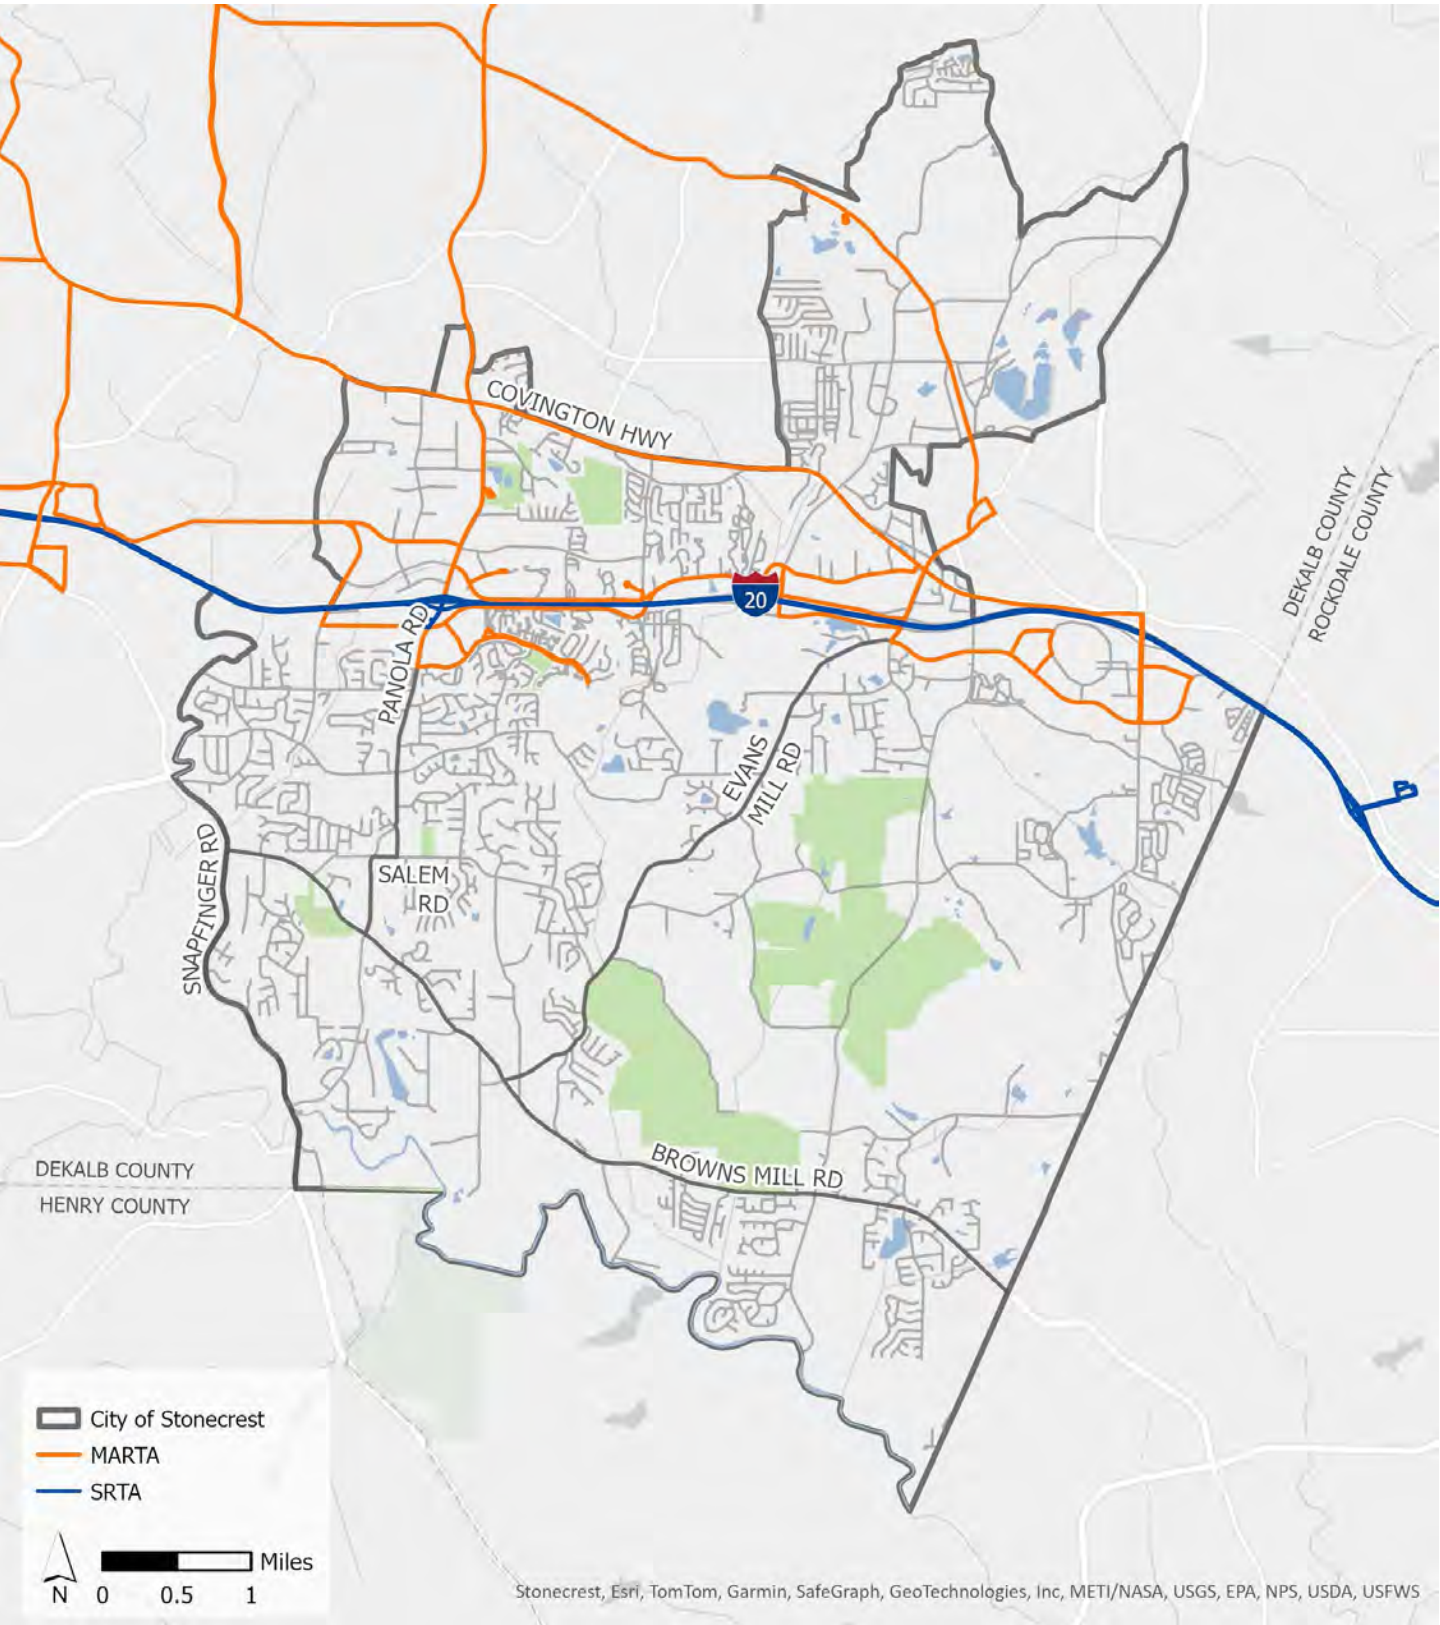 COVINGTON HWY
DEKALB COUNTY
ROCKDALE COUNTY
20
PANOLA RD
EVANS
MILL RD
SNAPFINGER RD
SALEM
RD
BROWNS MILL RD
DEKALB COUNTY
HENRY COUNTY
City of Stonecrest
MARTA
SRTA
N
0 0.5 1 Miles
Stonecrest, Esri, TomTom, Garmin, SafeGraph, GeoTechnologies, Inc, METI/NASA, USGS, EPA, NPS, USDA, USFWS